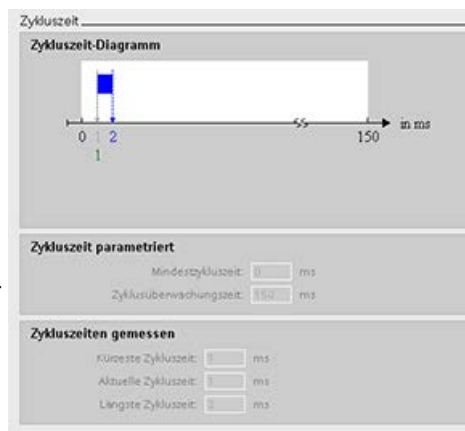 Zykluszeit
Zykluszeit-Diagramm
0 1 2 150 in ms
1
Zykluszeit parametriert
Mindestzykluszeit: 0 ms
Zyklusüberwachungszeit: 150 ms
Zykluszeiten gemessen
Kürzeste Zykluszeit: ms
Aktuelle Zykluszeit: 1 ms
Längste Zykluszeit: 2 ms